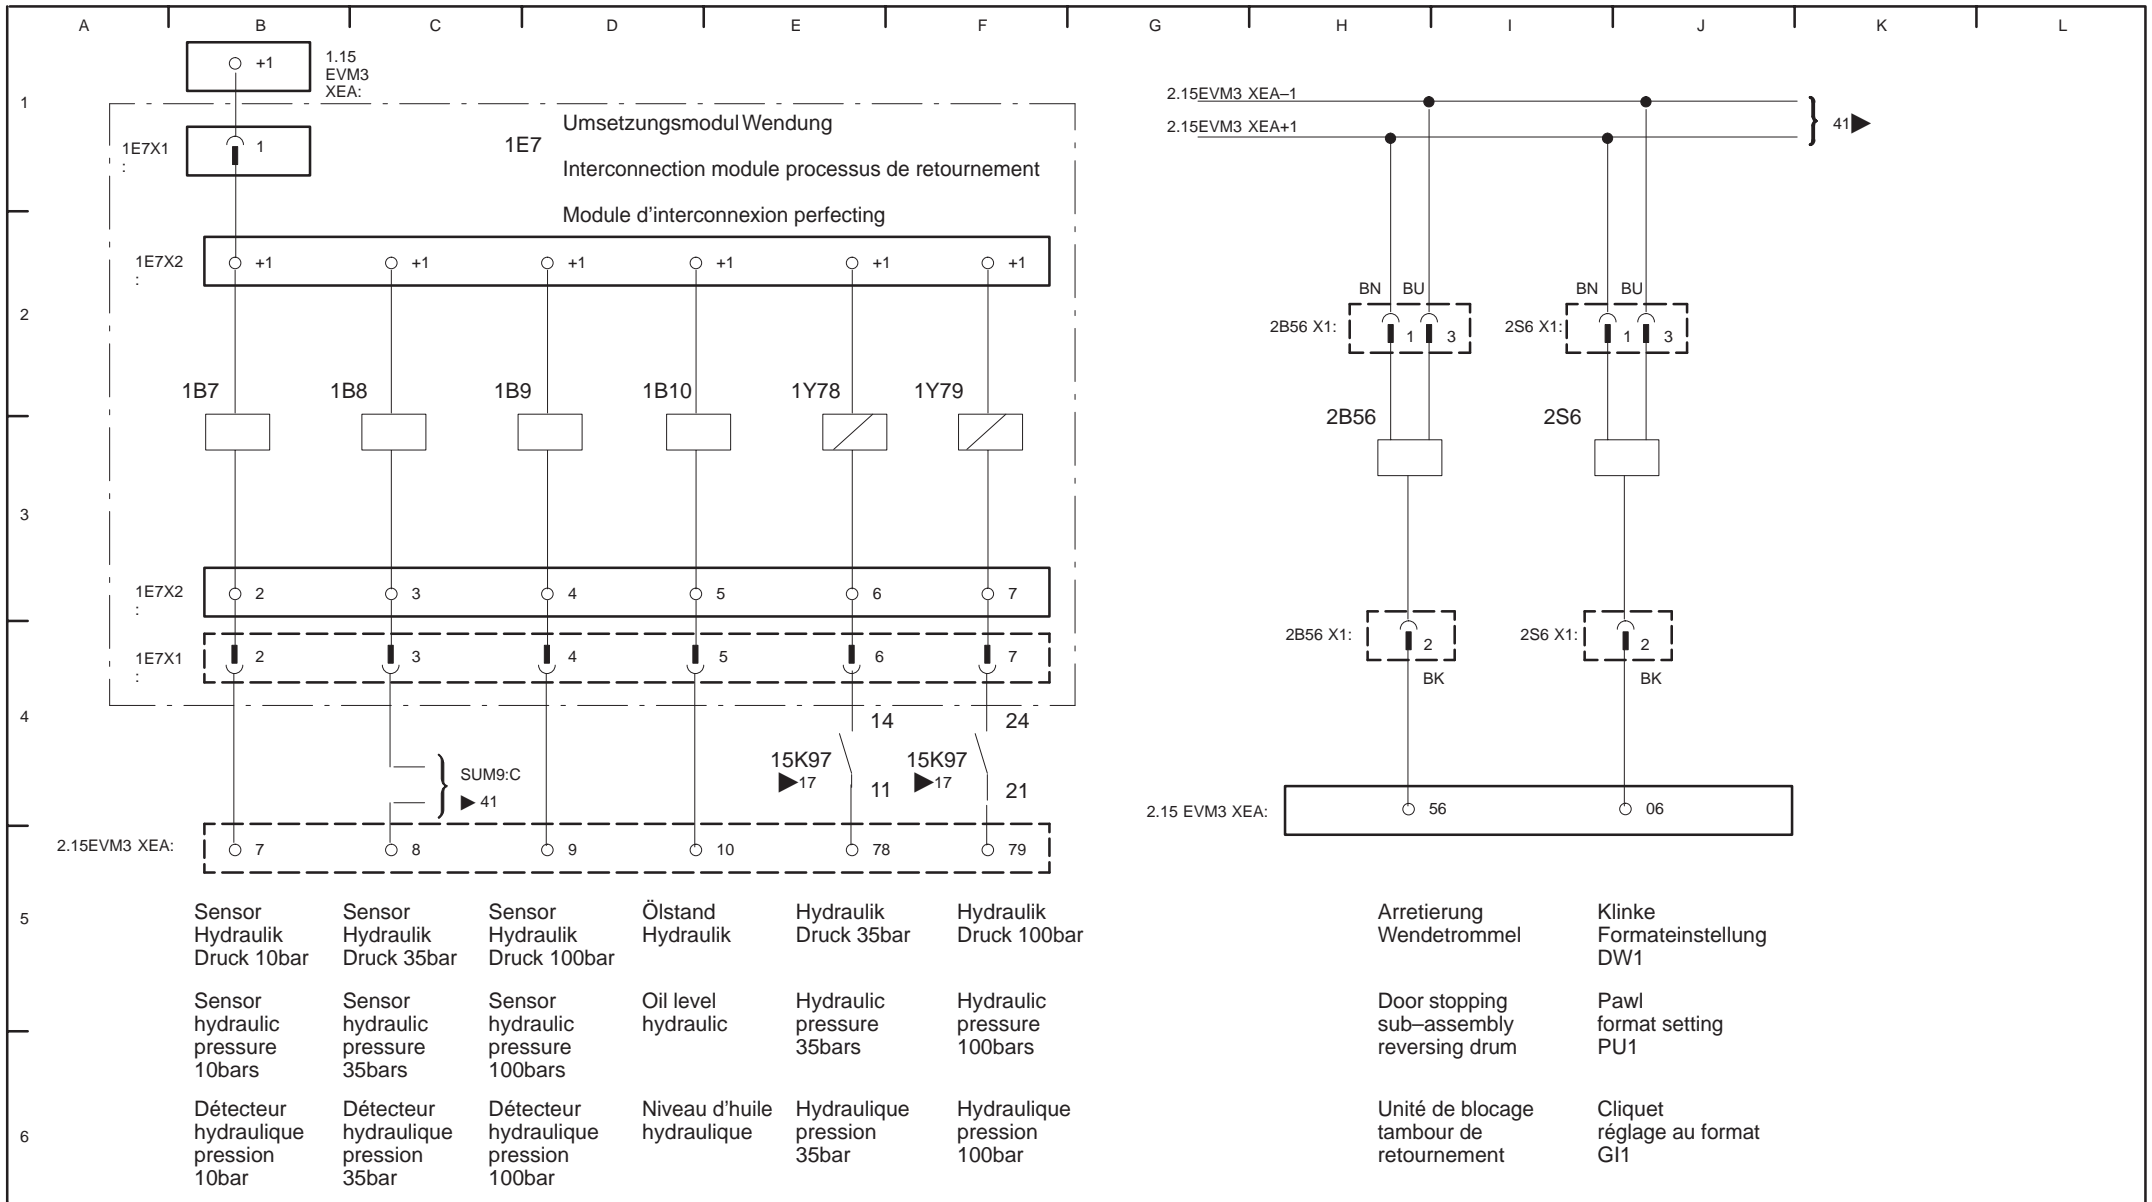 A B C D E F G H I J K L
+1
1.15
EVM3
XEA:
1
1E7X1
:
1
1E7
Umsetzungsmodul Wendung
Interconnection module processus de retournement
Module d'interconnexion perfecting
2.15EVM3 XEA–1
2.15EVM3 XEA+1
41
1E7X2
:
+1 +1 +1 +1 +1 +1
2
BN BU BN BU
2B56 X1:
1 3
2S6 X1:
1 3
1B7 1B8 1B9 1B10 1Y78 1Y79
2B56 2S6
3
1E7X2
:
2 3 4 5 6 7
1E7X1
:
2 3 4 5 6 7
2B56 X1:
2
BK
2S6 X1:
2
BK
4
14 24
15K97
17
15K97
17
11 21
SUM9:C
41
2.15 EVM3 XEA:
56 06
2.15EVM3 XEA:
7 8 9 10 78 79
5
Sensor
Hydraulik
Druck 10bar
Sensor
Hydraulik
Druck 35bar
Sensor
Hydraulik
Druck 100bar
Ölstand
Hydraulik
Hydraulik
Druck 35bar
Hydraulik
Druck 100bar
Arretierung
Wendetrommel
Klinke
Formateinstellung
DW1
Sensor
hydraulic
pressure
10bars
Sensor
hydraulic
pressure
35bars
Sensor
hydraulic
pressure
100bars
Oil level
hydraulic
Hydraulic
pressure
35bars
Hydraulic
pressure
100bars
Door stopping
sub–assembly
reversing drum
Pawl
format setting
PU1
6
Détecteur
hydraulique
pression
10bar
Détecteur
hydraulique
pression
35bar
Détecteur
hydraulique
pression
100bar
Niveau d'huile
hydraulique
Hydraulique
pression
35bar
Hydraulique
pression
100bar
Unité de blocage
tambour de
retournement
Cliquet
réglage au format
GI1